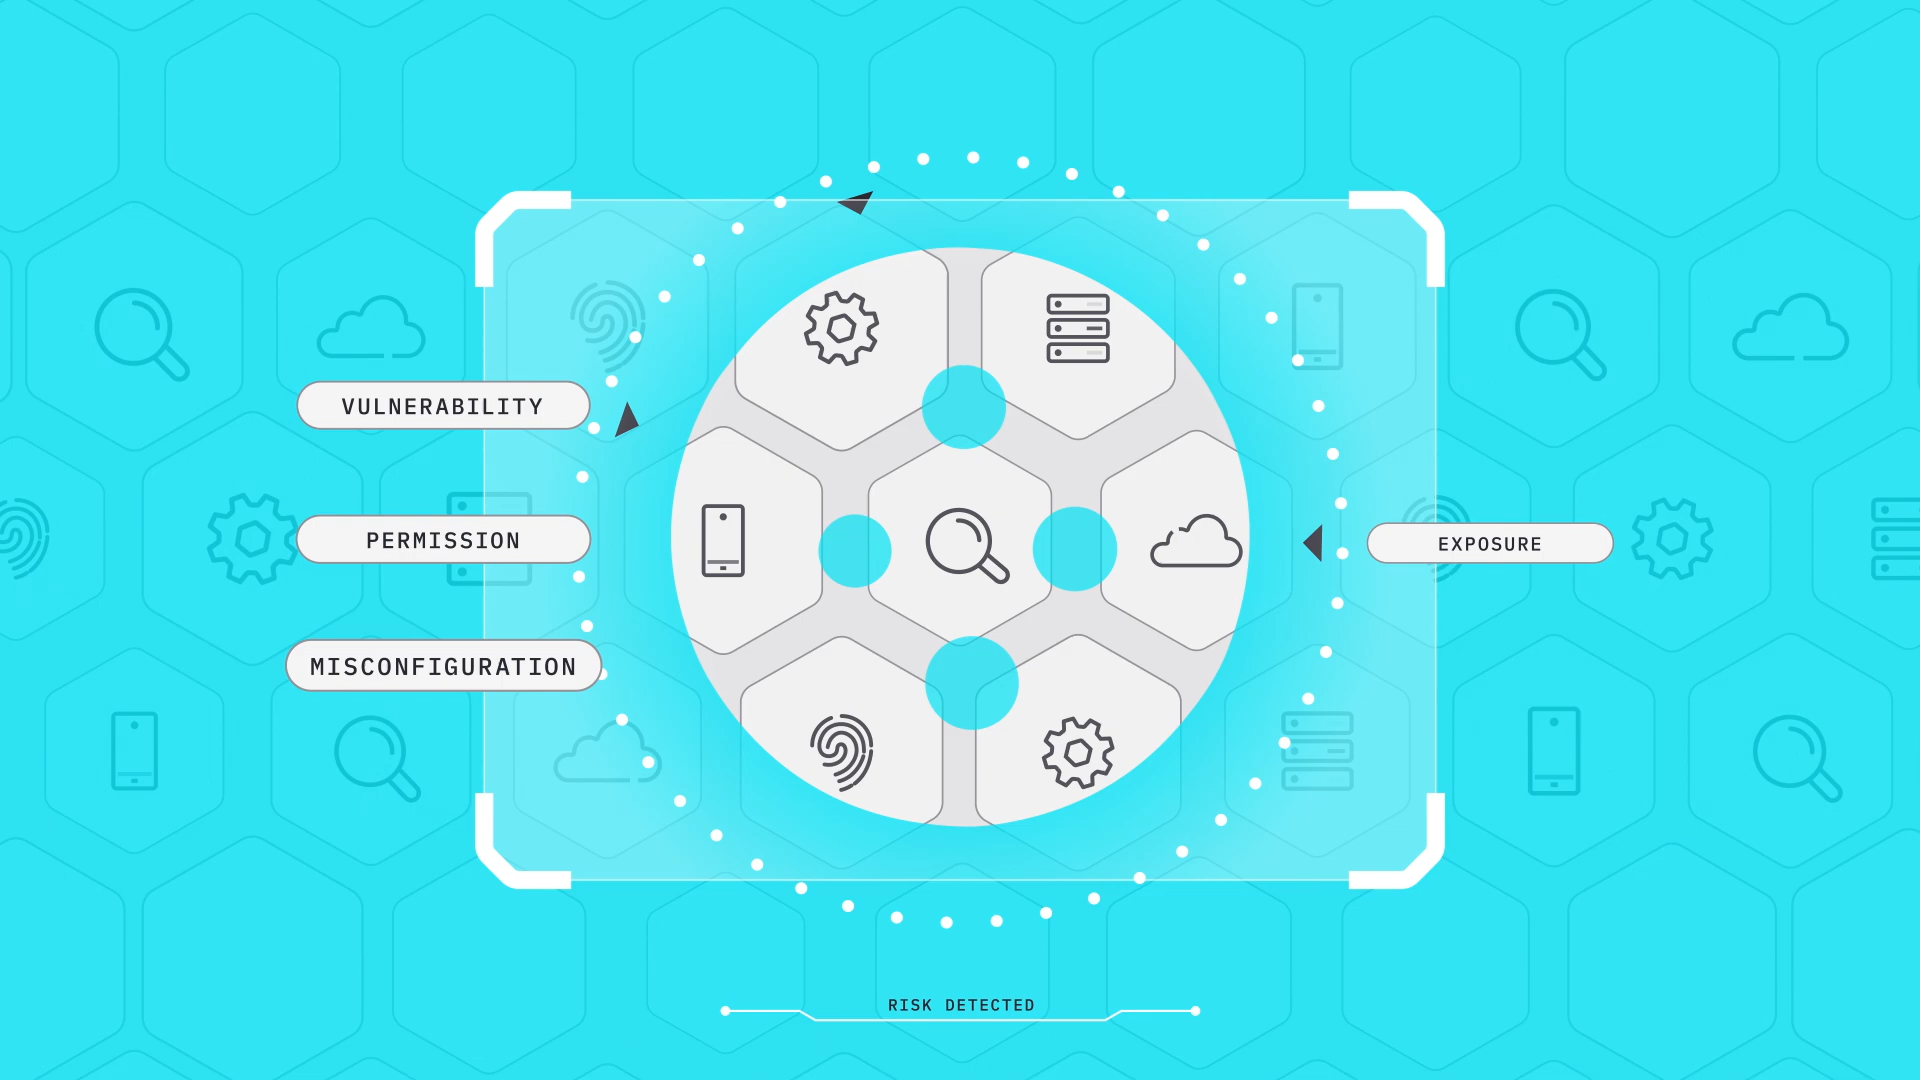 VULNERABILITY
PERMISSION
EXPOSURE
MISCONFIGURATION
RISK DETECTED